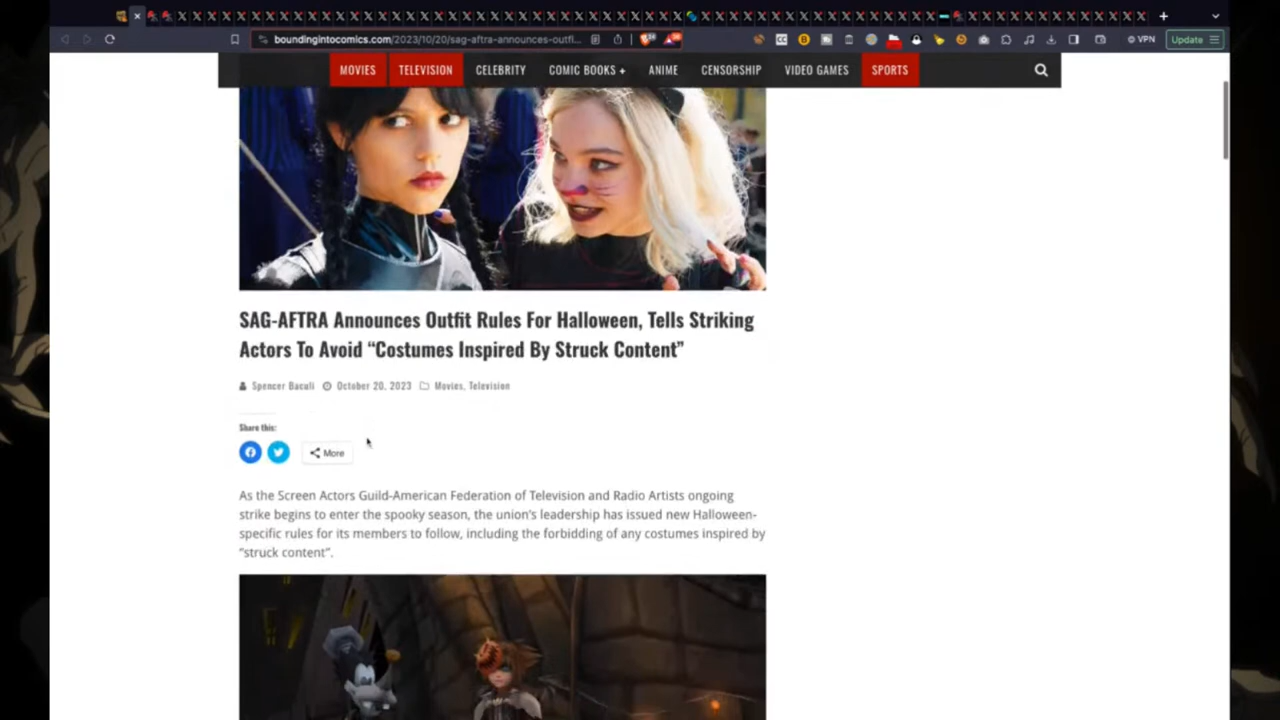 boundingintocomics.com/2023/10/20/sag-aftra-announces-outfi...
VPN
Update
MOVIES TELEVISION CELEBRITY COMIC BOOKS + ANIME CENSORSHIP VIDEO GAMES SPORTS
SAG-AFTRA Announces Outfit Rules For Halloween, Tells Striking
Actors To Avoid “Costumes Inspired By Struck Content”
Spencer Baculi October 20, 2023 Movies, Television
Share this:
More
As the Screen Actors Guild-American Federation of Television and Radio Artists ongoing
strike begins to enter the spooky season, the union's leadership has issued new Halloween-
specific rules for its members to follow, including the forbidding of any costumes inspired by
“struck content”.